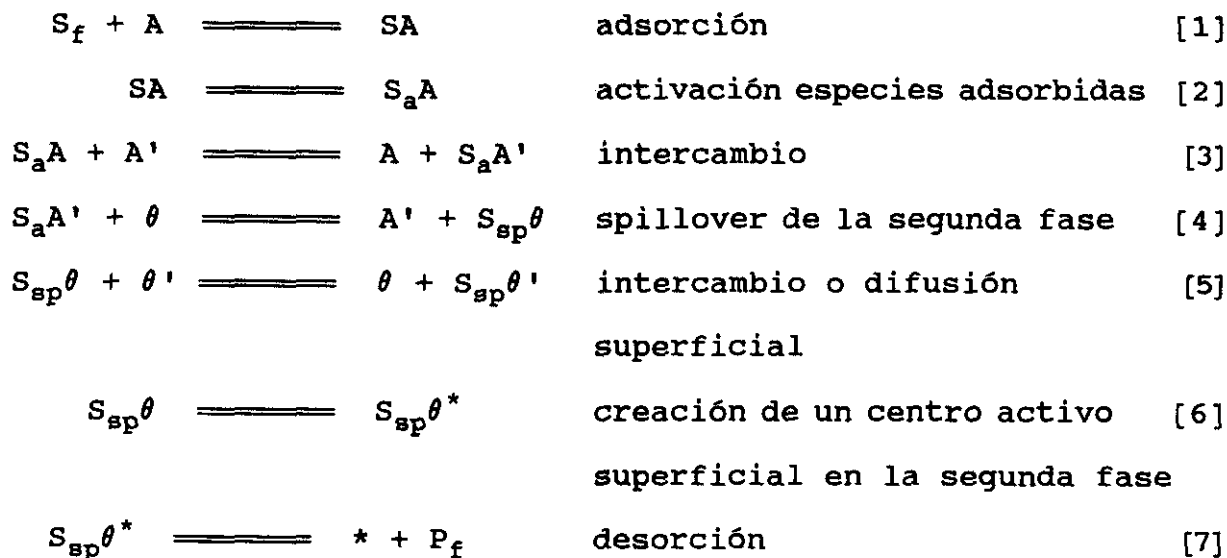 S_f + A ═══ SA adsorción [1]
SA ═══ S_aA activación especies adsorbidas [2]
S_aA + A' ═══ A + S_aA' intercambio [3]
S_aA' + θ ═══ A' + S_spθ spillover de la segunda fase [4]
S_spθ + θ' ═══ θ + S_spθ' intercambio o difusión [5]
superficial
S_spθ ═══ S_spθ* creación de un centro activo [6]
superficial en la segunda fase
S_spθ* ═══ * + P_f desorción [7]